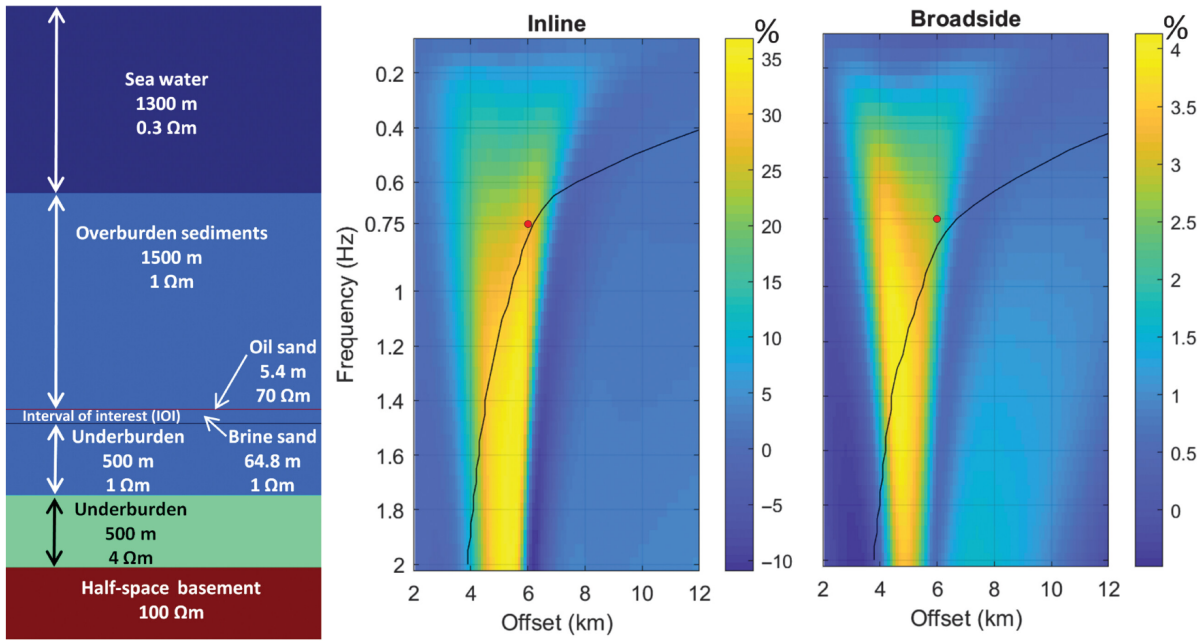 Sea water
1300 m
0.3 Ωm
Overburden sediments
1500 m
1 Ωm
Oil sand
5.4 m
70 Ωm
Interval of interest (IOI)
Underburden
500 m
1 Ωm
Brine sand
64.8 m
1 Ωm
Underburden
500 m
4 Ωm
Half-space basement
100 Ωm
Inline
%
Frequency (Hz)
0.2
0.4
0.6
0.75
1
1.2
1.4
1.6
1.8
2
2 4 6 8 10 12
Offset (km)
35
30
25
20
15
10
5
0
−5
−10
Broadside
%
2 4 6 8 10 12
Offset (km)
4
3.5
3
2.5
2
1.5
1
0.5
0